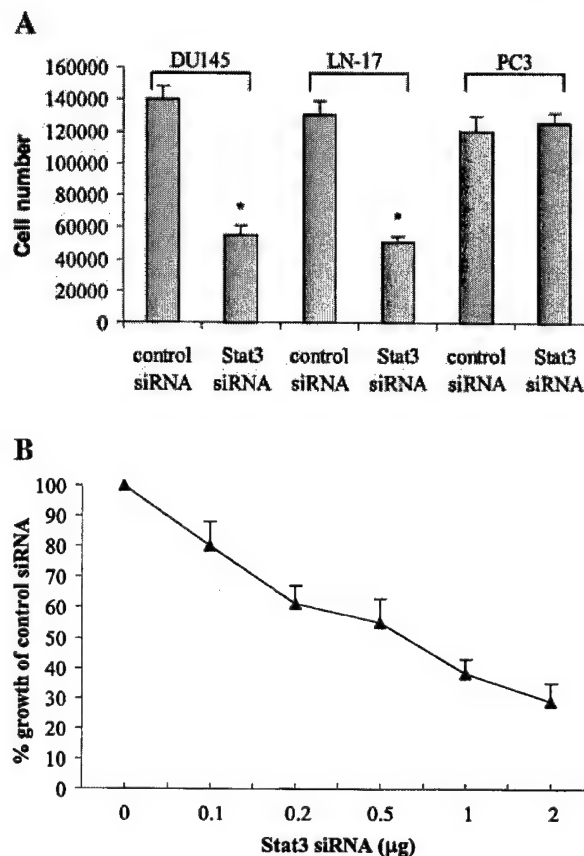 A
DU145 LN-17 PC3
160000
140000
120000
100000
80000
60000
40000
20000
0
Cell number
* *
control siRNA Stat3 siRNA control siRNA Stat3 siRNA control siRNA Stat3 siRNA
B
100
90
80
70
60
50
40
30
20
10
0
% growth of control siRNA
0 0.1 0.2 0.5 1 2
Stat3 siRNA (µg)